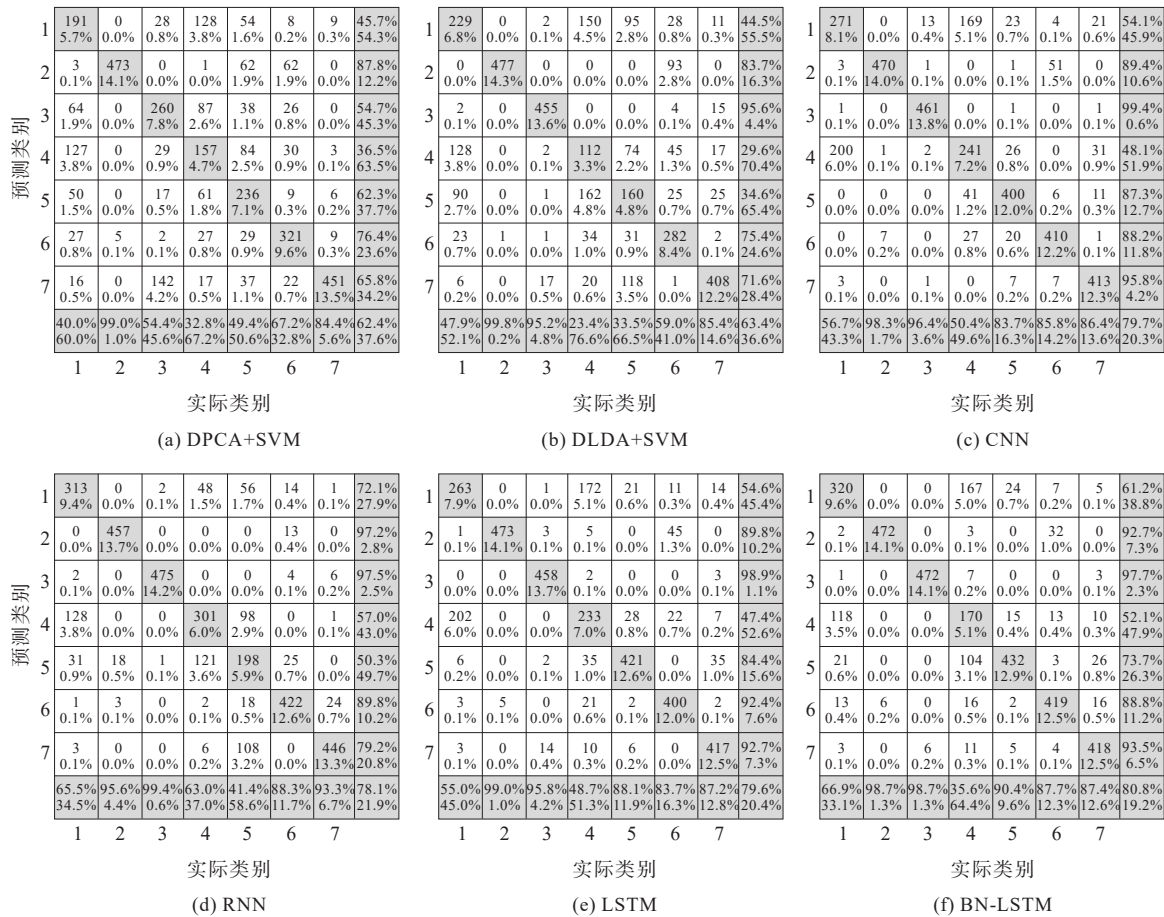 预测类别
1 191 0 28 128 54 8 9 45.7%
5.7% 0.0% 0.8% 3.8% 1.6% 0.2% 0.3% 54.3%
2 3 473 0 1 62 62 0 87.8%
0.1% 14.1% 0.0% 0.0% 1.9% 1.9% 0.0% 12.2%
3 64 0 260 87 38 26 0 54.7%
1.9% 0.0% 7.8% 2.6% 1.1% 0.8% 0.0% 45.3%
4 127 0 29 157 84 30 3 36.5%
3.8% 0.0% 0.9% 4.7% 2.5% 0.9% 0.1% 63.5%
5 50 0 17 61 236 9 6 62.3%
1.5% 0.0% 0.5% 1.8% 7.1% 0.3% 0.2% 37.7%
6 27 5 2 27 29 321 9 76.4%
0.8% 0.1% 0.1% 0.8% 0.9% 9.6% 0.3% 23.6%
7 16 0 142 17 37 22 451 65.8%
0.5% 0.0% 4.2% 0.5% 1.1% 0.7% 13.5% 34.2%
40.0% 99.0% 54.4% 32.8% 49.4% 67.2% 84.4% 62.4%
60.0% 1.0% 45.6% 67.2% 50.6% 32.8% 5.6% 37.6%
1 2 3 4 5 6 7
实际类别
(a) DPCA+SVM
1 229 0 2 150 95 28 11 44.5%
6.8% 0.0% 0.1% 4.5% 2.8% 0.8% 0.3% 55.5%
2 0 477 0 0 0 93 0 83.7%
0.0% 14.3% 0.0% 0.0% 0.0% 2.8% 0.0% 16.3%
3 2 0 455 0 0 4 15 95.6%
0.1% 0.0% 13.6% 0.0% 0.0% 0.1% 0.4% 4.4%
4 128 0 2 112 74 45 17 29.6%
3.8% 0.0% 0.1% 3.3% 2.2% 1.3% 0.5% 70.4%
5 90 0 1 162 160 25 25 34.6%
2.7% 0.0% 0.0% 4.8% 4.8% 0.7% 0.7% 65.4%
6 23 1 1 34 31 282 2 75.4%
0.7% 0.0% 0.0% 1.0% 0.9% 8.4% 0.1% 24.6%
7 6 0 17 20 118 1 408 71.6%
0.2% 0.0% 0.5% 0.6% 3.5% 0.0% 12.2% 28.4%
47.9% 99.8% 95.2% 23.4% 33.5% 59.0% 85.4% 63.4%
52.1% 0.2% 4.8% 76.6% 66.5% 41.0% 14.6% 36.6%
1 2 3 4 5 6 7
实际类别
(b) DLDA+SVM
1 271 0 13 169 23 4 21 54.1%
8.1% 0.0% 0.4% 5.1% 0.7% 0.1% 0.6% 45.9%
2 3 470 1 0 1 51 0 89.4%
0.1% 14.0% 0.1% 0.0% 0.1% 1.5% 0.0% 10.6%
3 1 0 461 0 1 0 1 99.4%
0.1% 0.0% 13.8% 0.0% 0.1% 0.0% 0.1% 0.6%
4 200 1 2 241 26 0 31 48.1%
6.0% 0.1% 0.1% 7.2% 0.8% 0.0% 0.9% 51.9%
5 0 0 0 41 400 6 11 87.3%
0.0% 0.0% 0.0% 1.2% 12.0% 0.2% 0.3% 12.7%
6 0 7 0 27 20 410 1 88.2%
0.0% 0.2% 0.0% 0.8% 0.6% 12.2% 0.1% 11.8%
7 3 0 1 0 7 7 413 95.8%
0.1% 0.0% 0.1% 0.0% 0.2% 0.2% 12.3% 4.2%
56.7% 98.3% 96.4% 50.4% 83.7% 85.8% 86.4% 79.7%
43.3% 1.7% 3.6% 49.6% 16.3% 14.2% 13.6% 20.3%
1 2 3 4 5 6 7
实际类别
(c) CNN
预测类别
1 313 0 2 48 56 14 1 72.1%
9.4% 0.0% 0.1% 1.5% 1.7% 0.4% 0.1% 27.9%
2 0 457 0 0 0 13 0 97.2%
0.0% 13.7% 0.0% 0.0% 0.0% 0.4% 0.0% 2.8%
3 2 0 475 0 0 4 6 97.5%
0.1% 0.0% 14.2% 0.0% 0.0% 0.1% 0.2% 2.5%
4 128 0 0 301 98 0 1 57.0%
3.8% 0.0% 0.0% 6.0% 2.9% 0.0% 0.1% 43.0%
5 31 18 1 121 198 25 0 50.3%
0.9% 0.5% 0.1% 3.6% 5.9% 0.7% 0.0% 49.7%
6 1 3 0 2 18 422 24 89.8%
0.1% 0.1% 0.0% 0.1% 0.5% 12.6% 0.7% 10.2%
7 3 0 0 6 108 0 446 79.2%
0.1% 0.0% 0.0% 0.2% 3.2% 0.0% 13.3% 20.8%
65.5% 95.6% 99.4% 63.0% 41.4% 88.3% 93.3% 78.1%
34.5% 4.4% 0.6% 37.0% 58.6% 11.7% 6.7% 21.9%
1 2 3 4 5 6 7
实际类别
(d) RNN
1 263 0 1 172 21 11 14 54.6%
7.9% 0.0% 0.0% 5.1% 0.6% 0.3% 0.4% 45.4%
2 1 473 3 5 0 45 0 89.8%
0.1% 14.1% 0.1% 0.1% 0.0% 1.3% 0.0% 10.2%
3 0 0 458 2 0 0 3 98.9%
0.0% 0.0% 13.7% 0.1% 0.0% 0.0% 0.1% 1.1%
4 202 0 0 233 28 22 7 47.4%
6.0% 0.0% 0.0% 7.0% 0.8% 0.7% 0.2% 52.6%
5 6 0 2 35 421 0 35 84.4%
0.2% 0.0% 0.1% 1.0% 12.6% 0.0% 1.0% 15.6%
6 3 5 0 21 2 400 2 92.4%
0.1% 0.1% 0.0% 0.6% 0.1% 12.0% 0.1% 7.6%
7 3 0 14 10 6 0 417 92.7%
0.1% 0.0% 0.4% 0.3% 0.2% 0.0% 12.5% 7.3%
55.0% 99.0% 95.8% 48.7% 88.1% 83.7% 87.2% 79.6%
45.0% 1.0% 4.2% 51.3% 11.9% 16.3% 12.8% 20.4%
1 2 3 4 5 6 7
实际类别
(e) LSTM
1 320 0 0 167 24 7 5 61.2%
9.6% 0.0% 0.0% 5.0% 0.7% 0.2% 0.1% 38.8%
2 2 472 0 3 0 32 0 92.7%
0.1% 14.1% 0.0% 0.1% 0.0% 1.0% 0.0% 7.3%
3 1 0 472 7 0 0 3 97.7%
0.0% 0.0% 14.1% 0.2% 0.0% 0.0% 0.1% 2.3%
4 118 0 0 170 15 13 10 52.1%
3.5% 0.0% 0.0% 5.1% 0.4% 0.4% 0.3% 47.9%
5 21 0 0 104 432 3 26 73.7%
0.6% 0.0% 0.0% 3.1% 12.9% 0.1% 0.8% 26.3%
6 13 6 0 16 2 419 16 88.8%
0.4% 0.2% 0.0% 0.5% 0.1% 12.5% 0.5% 11.2%
7 3 0 6 11 5 4 418 93.5%
0.1% 0.0% 0.2% 0.3% 0.1% 0.1% 12.5% 6.5%
66.9% 98.7% 98.7% 35.6% 90.4% 87.7% 87.4% 80.8%
33.1% 1.3% 1.3% 64.4% 9.6% 12.3% 12.6% 19.2%
1 2 3 4 5 6 7
实际类别
(f) BN-LSTM